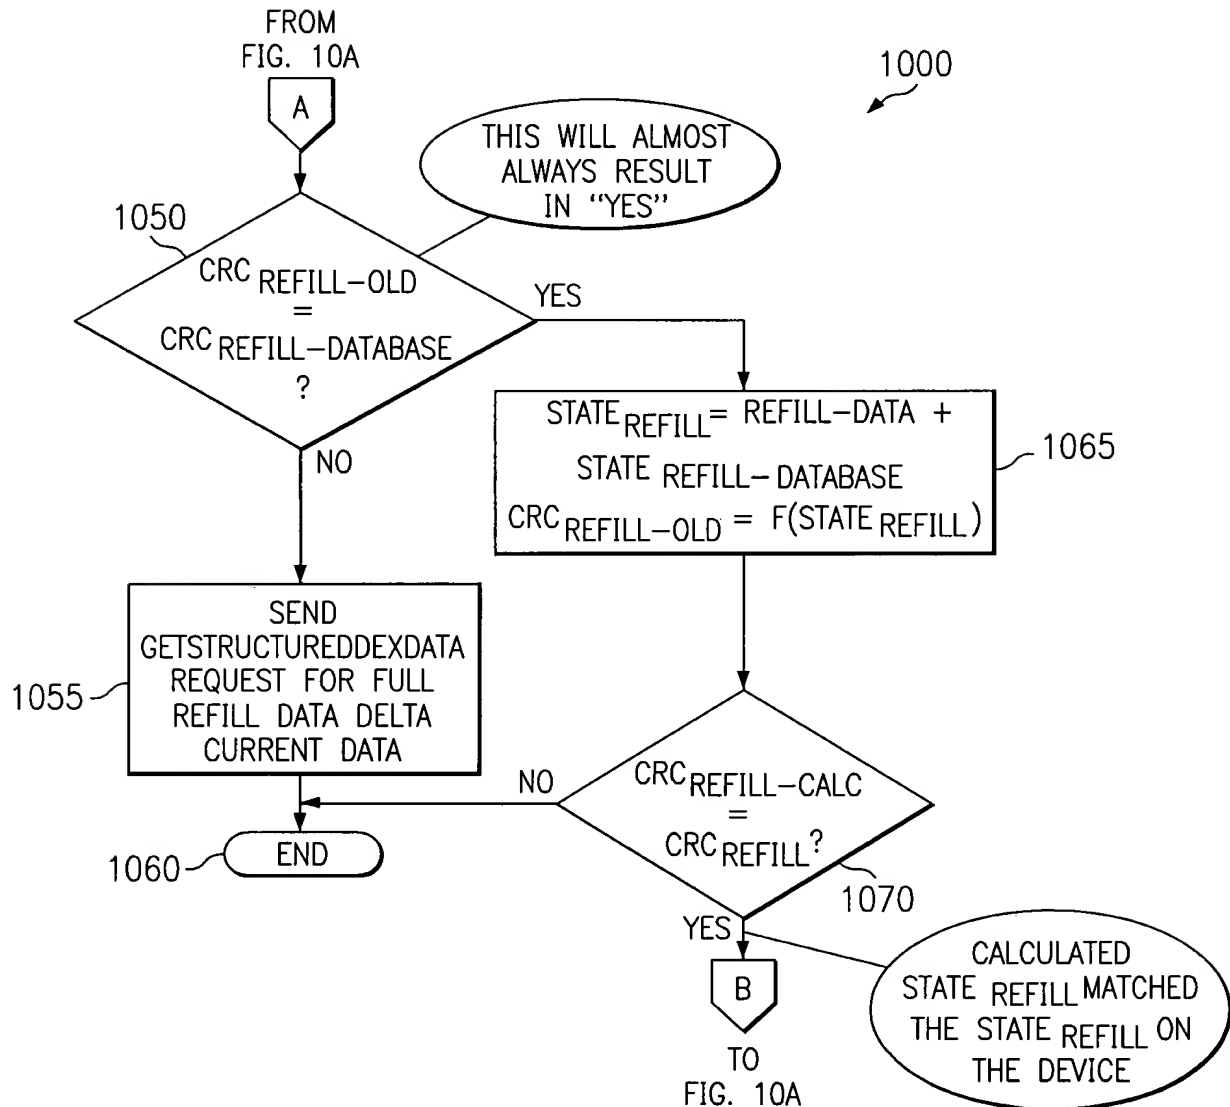 FROM
FIG. 10A
A
1000
THIS WILL ALMOST
ALWAYS RESULT
IN "YES"
1050
CRC REFILL-OLD
=
CRC REFILL-DATABASE
?
YES
NO
STATE REFILL = REFILL-DATA +
STATE REFILL-DATABASE
CRC REFILL-OLD = F(STATE REFILL)
1065
SEND
GETSTRUCTUREDDEXDATA
REQUEST FOR FULL
REFILL DATA DELTA
CURRENT DATA
1055
NO
CRC REFILL-CALC
=
CRC REFILL?
1070
END
1060
YES
B
TO
FIG. 10A
CALCULATED
STATE REFILL MATCHED
THE STATE REFILL ON
THE DEVICE